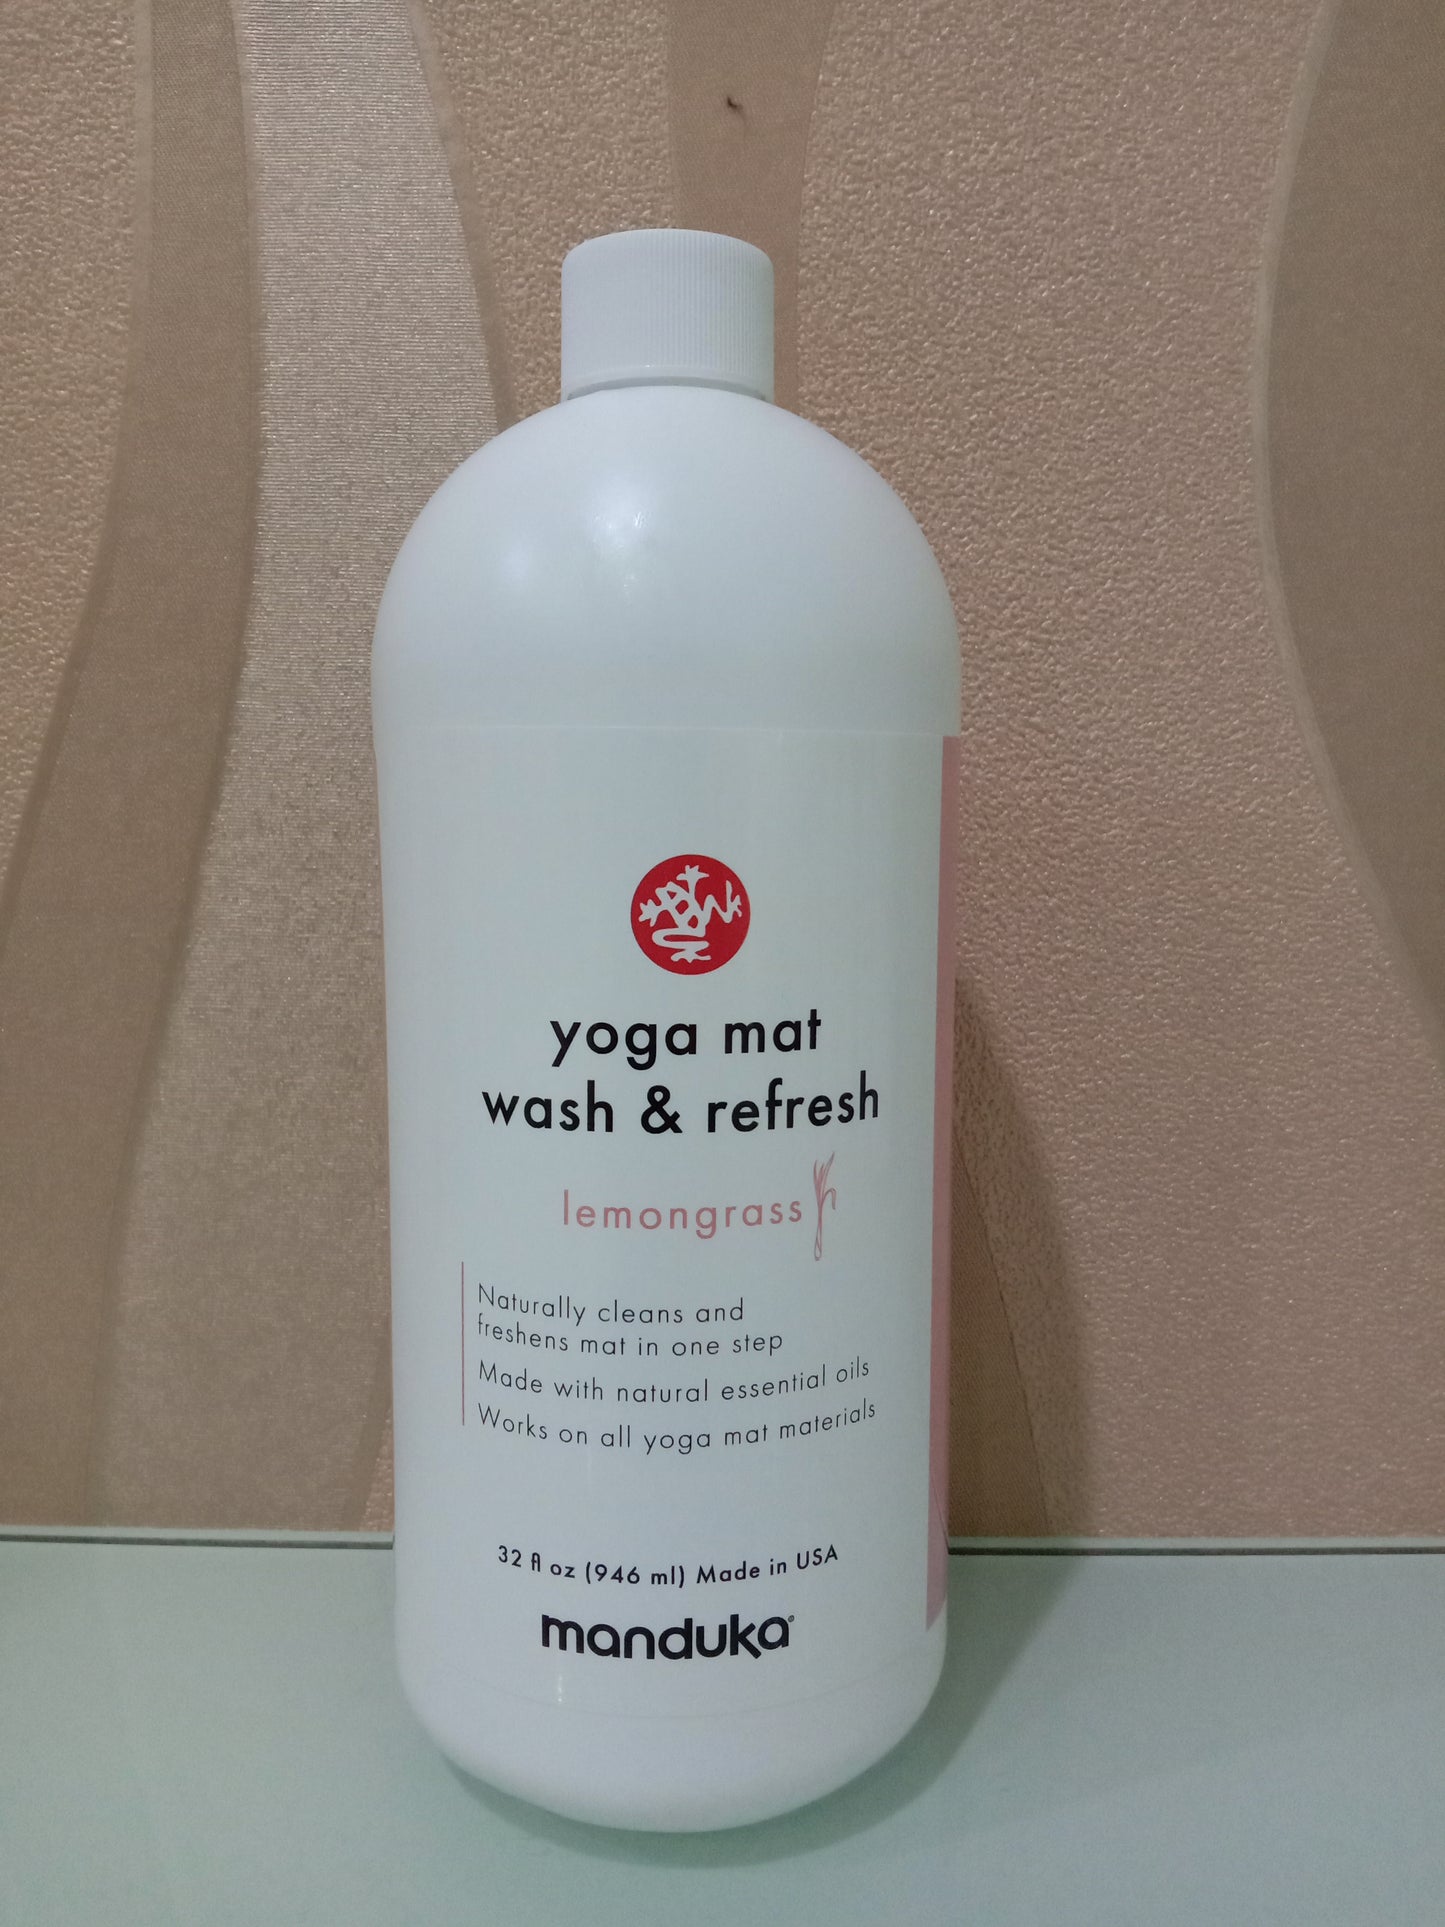 yoga mat
wash & refresh
lemongrass
Naturally cleans and
freshens mat in one step
Made with natural essential oils
Works on all yoga mat materials
32 fl oz (946 ml) Made in USA
manduka®